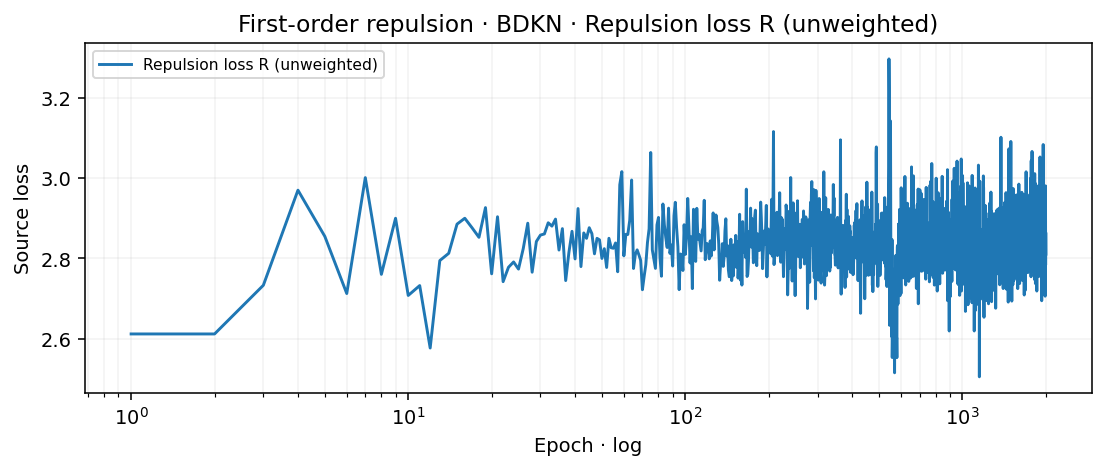 First-order repulsion · BDKN · Repulsion loss R (unweighted)
Repulsion loss R (unweighted)
Source loss
3.2
3.0
2.8
2.6
10⁰ 10¹ 10² 10³
Epoch · log